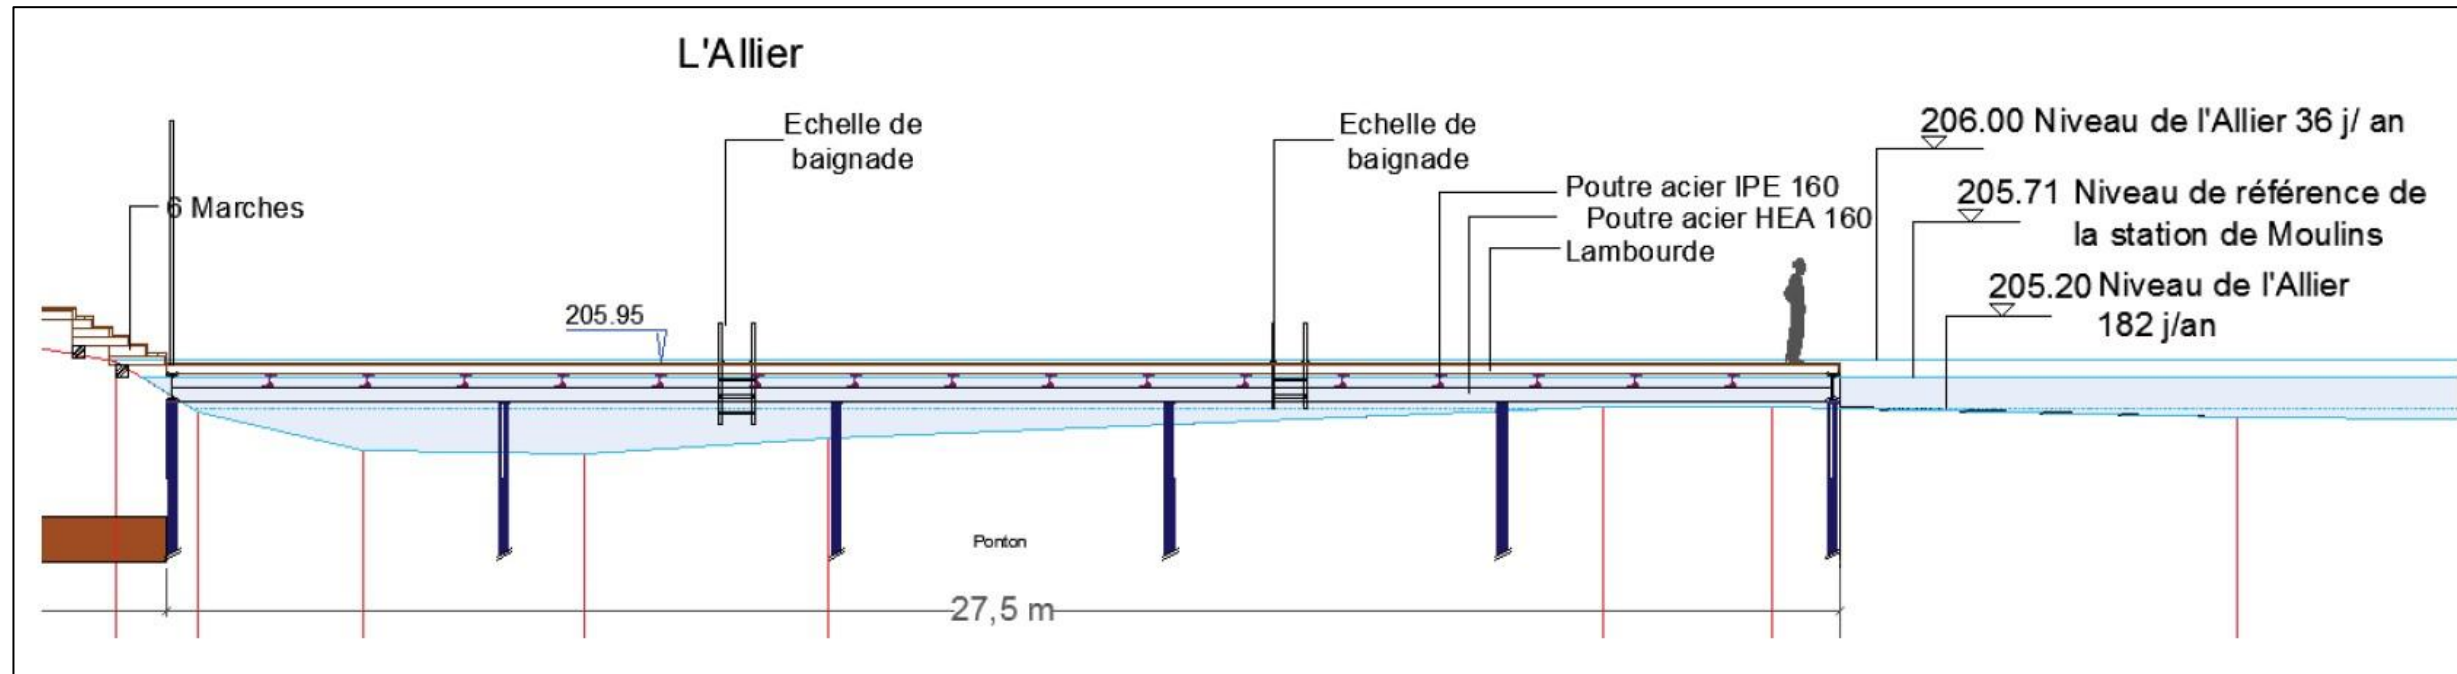 L'Allier
Echelle de
baignade
Echelle de
baignade
206.00 Niveau de l'Allier 36 j/ an
6 Marches
Poutre acier IPE 160
Poutre acier HEA 160
Lambourde
205.71 Niveau de référence de
la station de Moulins
205.20 Niveau de l'Allier
182 j/an
205.95
Ponton
27,5 m